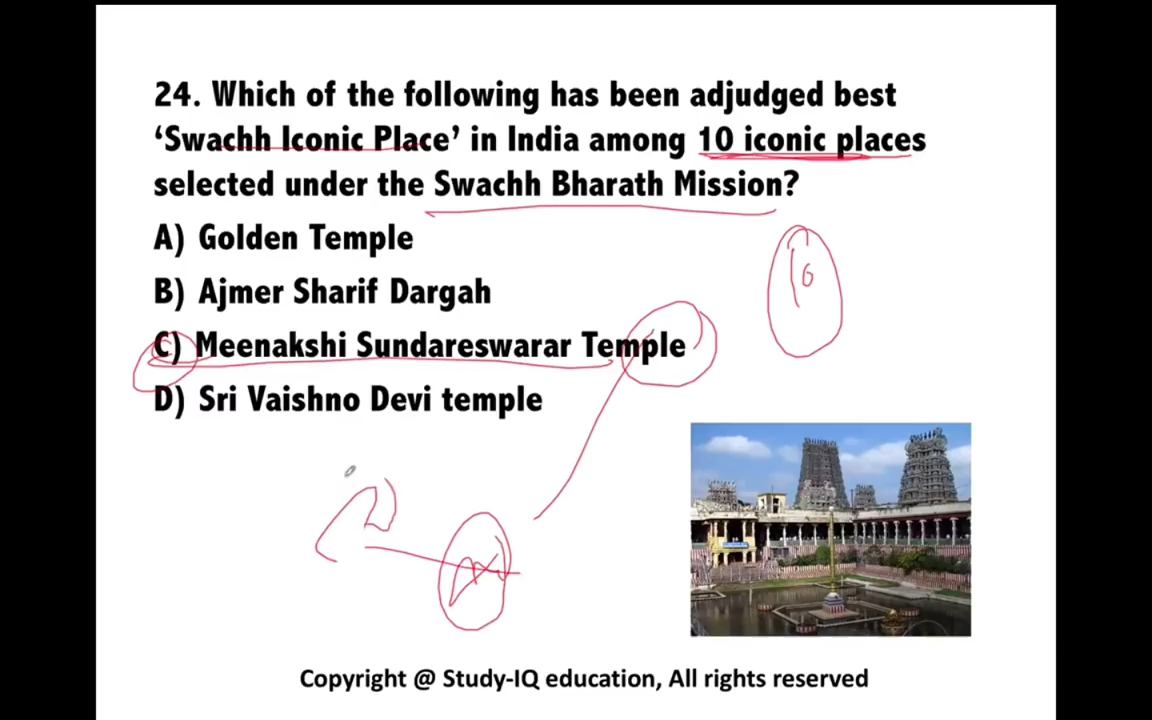 24. Which of the following has been adjudged best
‘Swachh Iconic Place’ in India among 10 iconic places
selected under the Swachh Bharath Mission?
A) Golden Temple
B) Ajmer Sharif Dargah
C) Meenakshi Sundareswarar Temple
D) Sri Vaishno Devi temple
10
Copyright @ Study-IQ education, All rights reserved